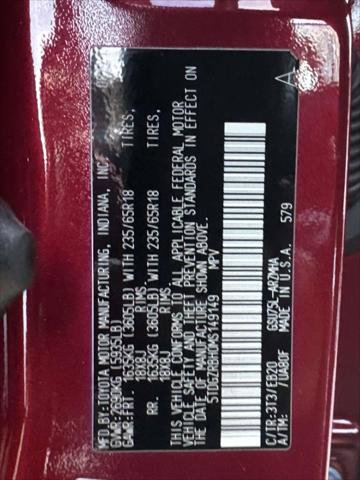 MFD. BY:TOYOTA MOTOR MANUFACTURING, INDIANA, INC.
GVWR:2690KG (5935LB)
GAWR:FRT. 1635KG (3605LB) WITH 235/65R18 TIRES,
18X8J RIMS,
RR. 1635KG (3605LB) WITH 235/65R18 TIRES,
18X8J RIMS,
THIS VEHICLE CONFORMS TO ALL APPLICABLE FEDERAL MOTOR
VEHICLE SAFETY AND THEFT PREVENTION STANDARDS IN EFFECT ON
THE DATE OF MANUFACTURE SHOWN ABOVE.
5TDGZRBH0MS149149 MPV
579
C/TR:3T3/EB20 GSU75L-ARZMHA
A/TM: /UA80F MADE IN U.S.A.
A